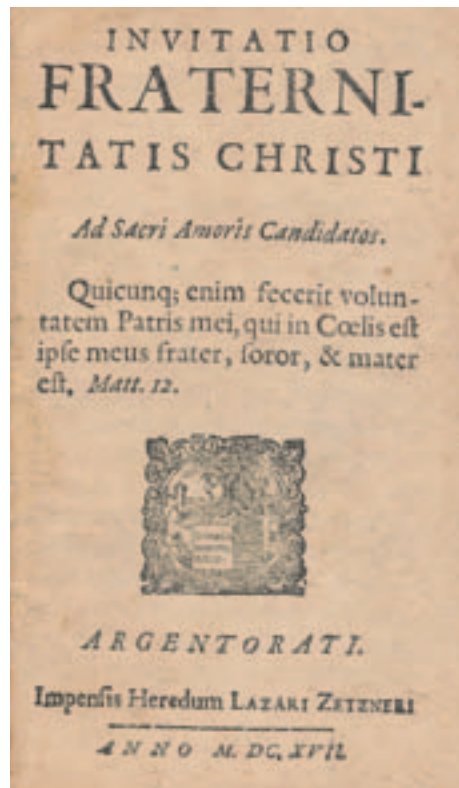 INVITATIO
FRATERNI-
TATIS CHRISTI
Ad Sacri Amoris Candidatos.
Quicunq; enim fecerit volun-
tatem Patris mei, qui in Cœlis eſt
ipſe meus frater, ſoror, & mater
eſt. Matt. 12.
ARGENTORATI.
Impenſis Heredum LAZARI ZETZNERI
ANNO M. DC. XVII.